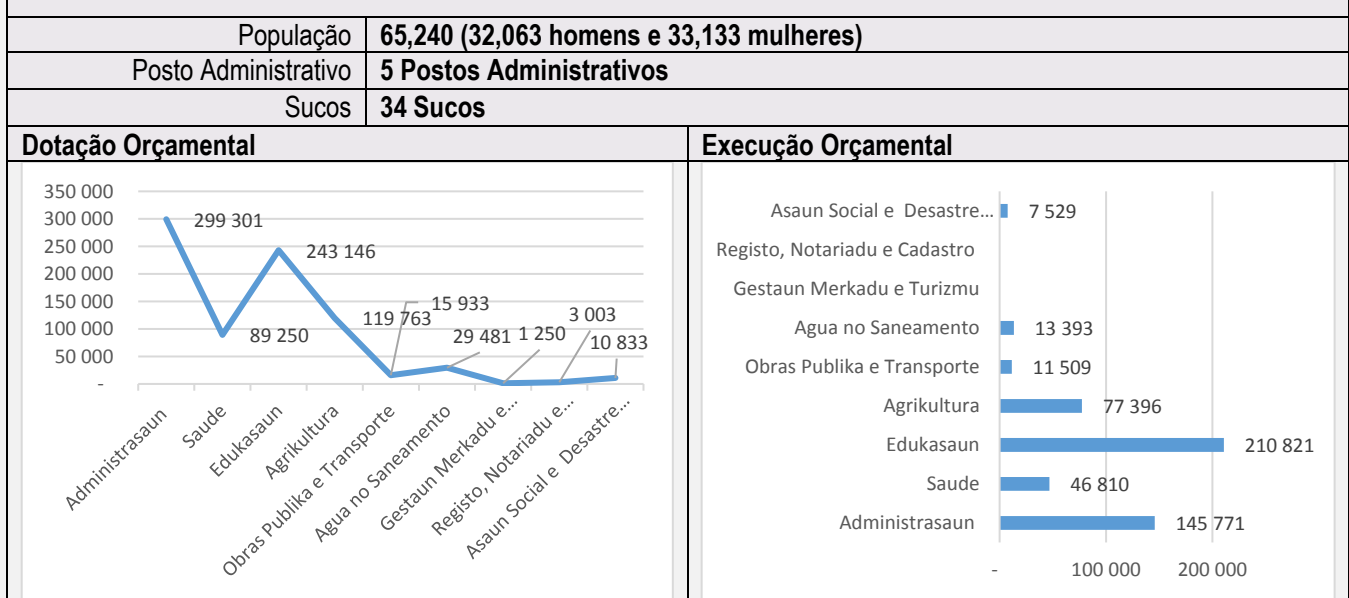 População 65,240 (32,063 homens e 33,133 mulheres)
Posto Administrativo 5 Postos Administrativos
Sucos 34 Sucos
Dotação Orçamental
350 000
300 000
250 000
200 000
150 000
100 000
50 000
-
299 301
89 250
243 146
119 763
15 933
29 481
1 250
3 003
10 833
Administrasaun
Saude
Edukasaun
Agrikultura
Obras Publika e Transporte
Agua no Saneamento
Gestaun Merkadu e...
Registo, Notariadu e...
Asaun Social e Desastre...
Execução Orçamental
Asaun Social e Desastre... 7 529
Registo, Notariadu e Cadastro
Gestaun Merkadu e Turizmu
Agua no Saneamento 13 393
Obras Publika e Transporte 11 509
Agrikultura 77 396
Edukasaun 210 821
Saude 46 810
Administrasaun 145 771
- 100 000 200 000